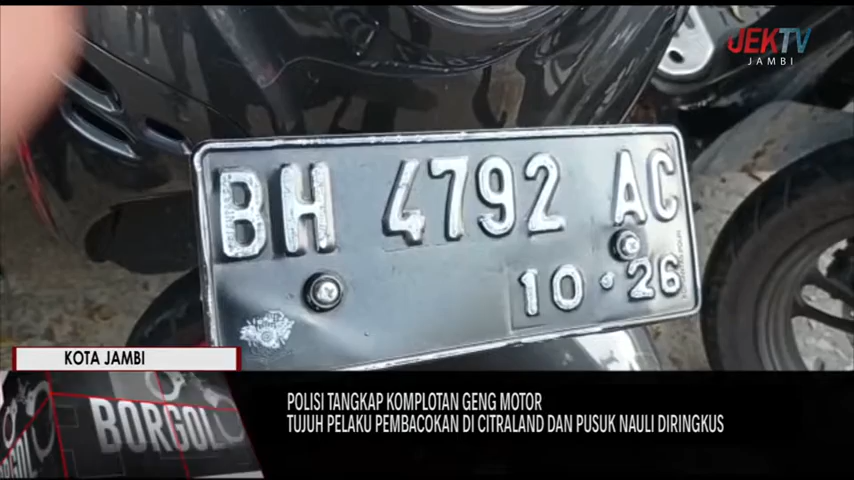 JEKTV
JAMBI
BH 4792 AC
10·26
KOTA JAMBI
BORGOL
BORGOL
POLISI TANGKAP KOMPLOTAN GENG MOTOR
TUJUH PELAKU PEMBACOKAN DI CITRALAND DAN PUSUK NAULI DIRINGKUS